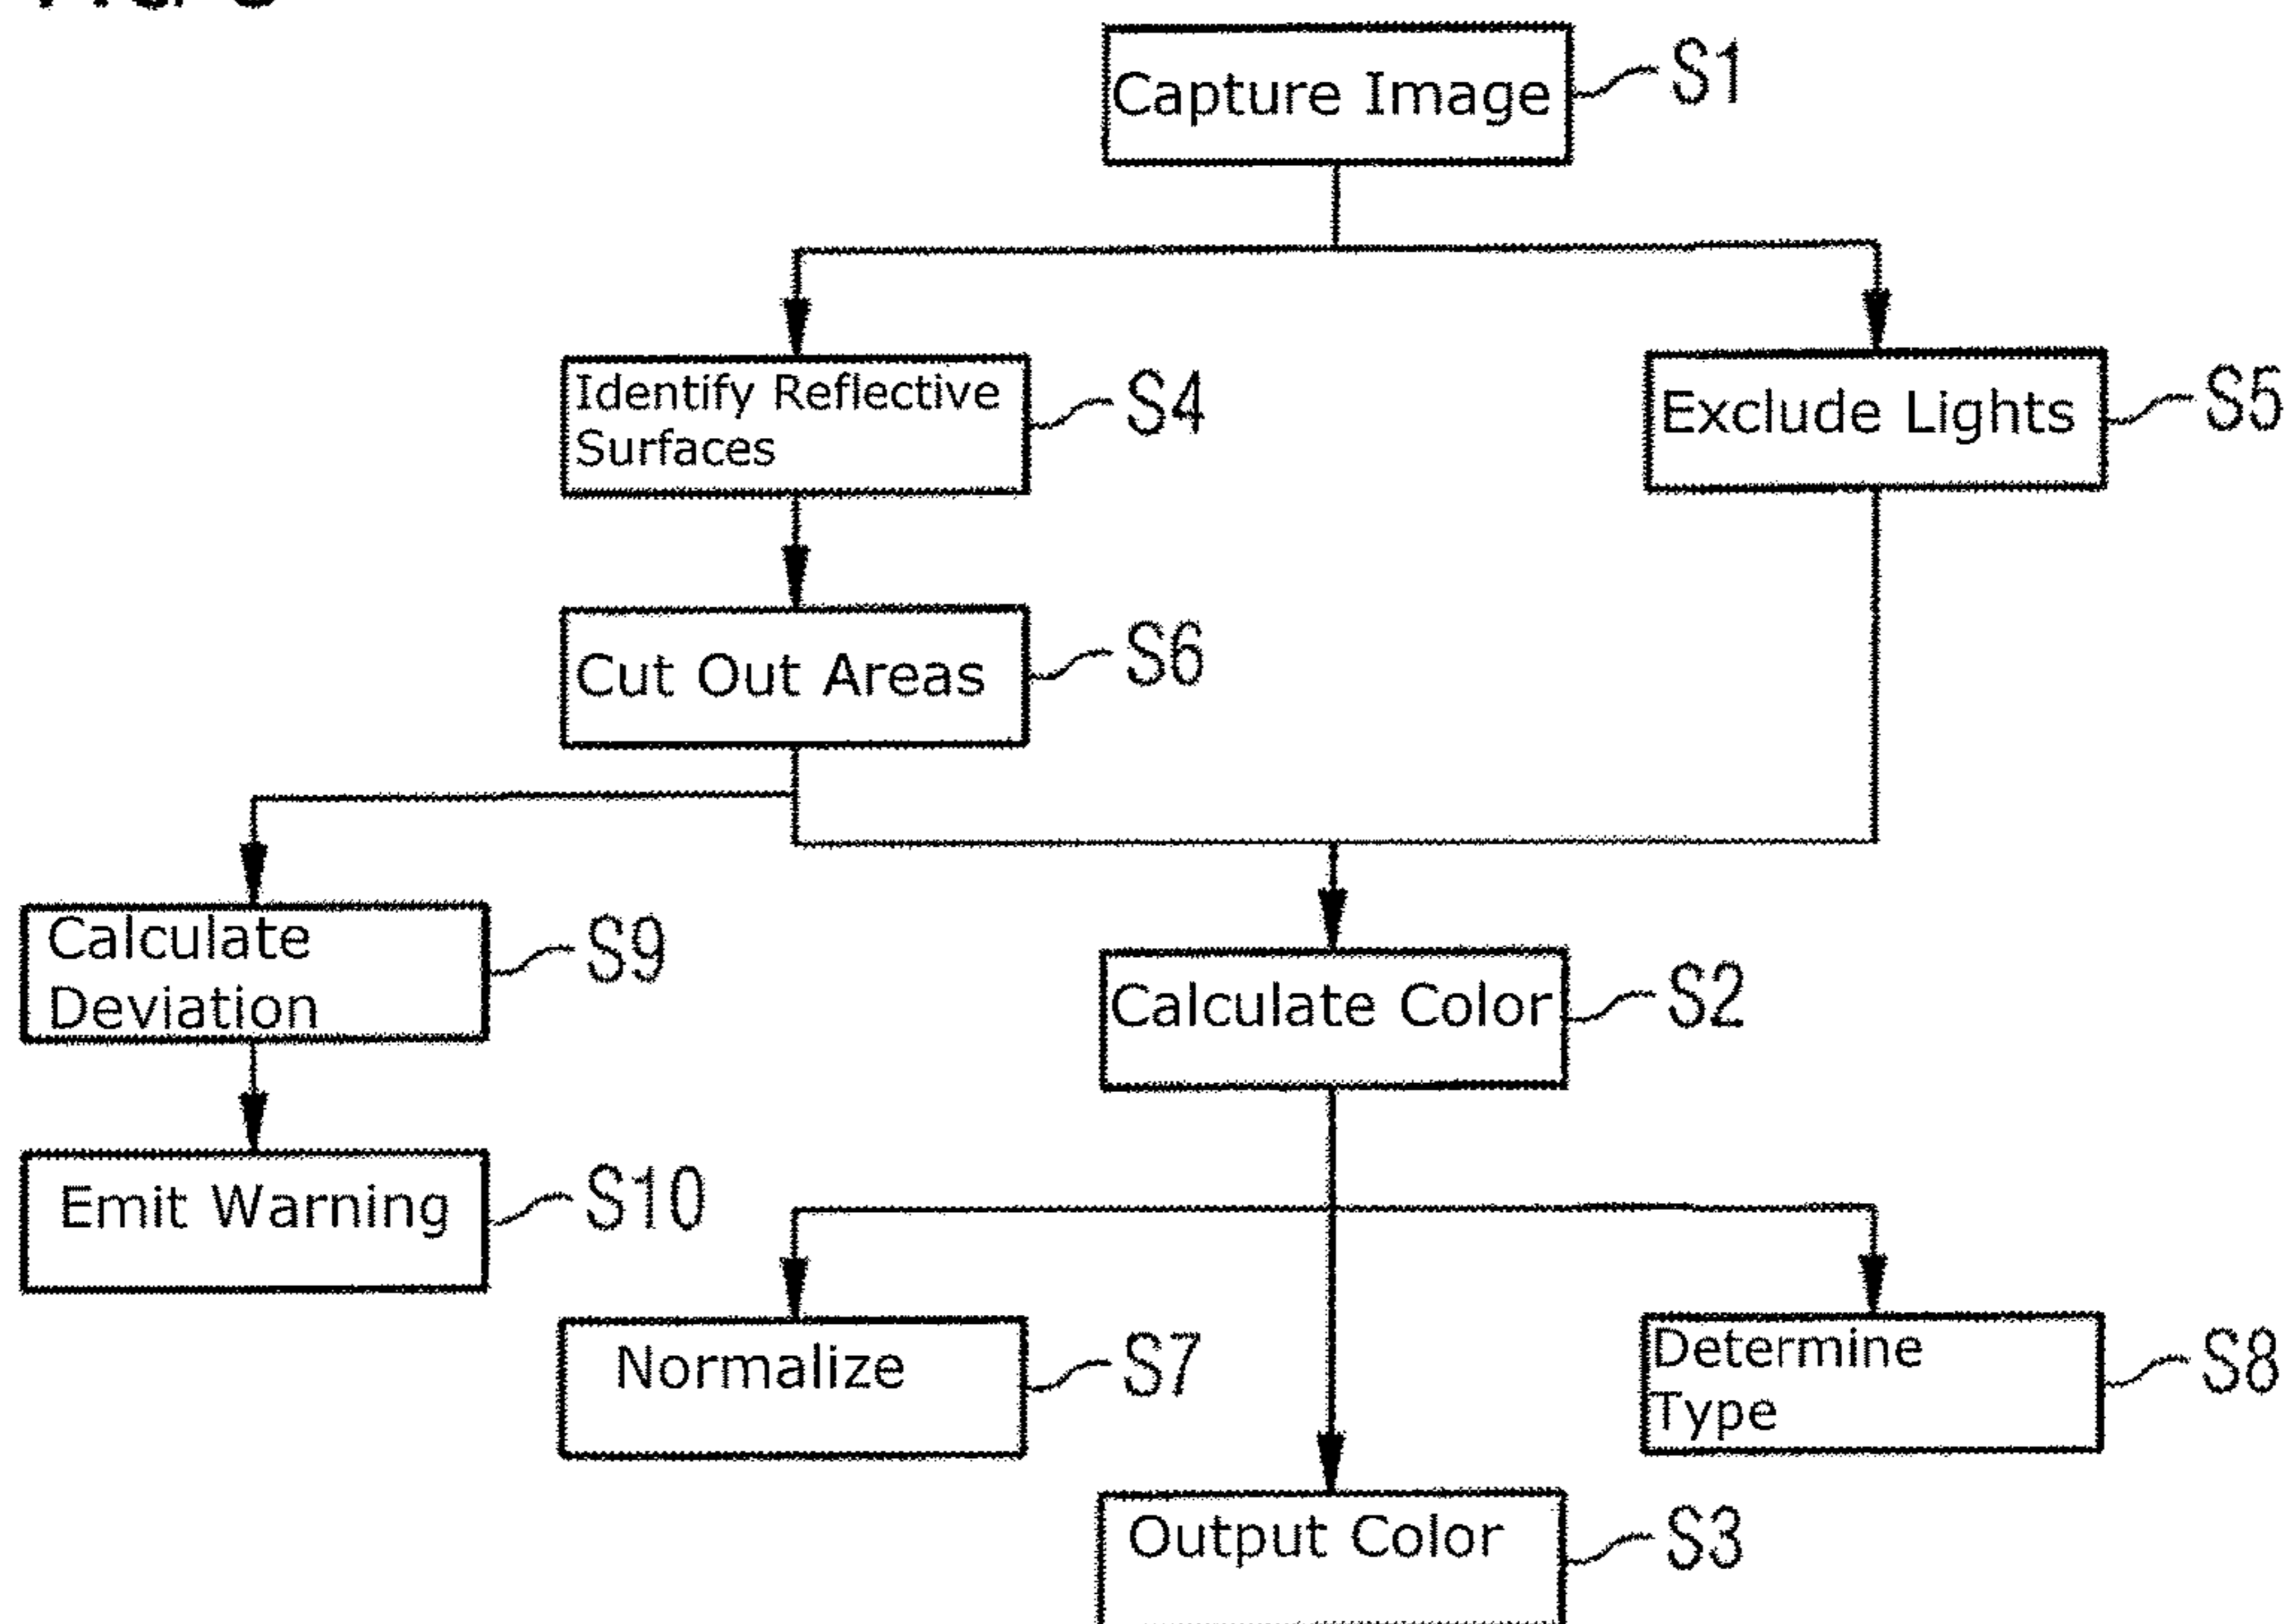 Capture Image
S1
Identify Reflective
Surfaces
S4
Exclude Lights
S5
Cut Out Areas
S6
Calculate
Deviation
S9
Calculate Color
S2
Emit Warning
S10
Normalize
S7
Determine
Type
S8
Output Color
S3